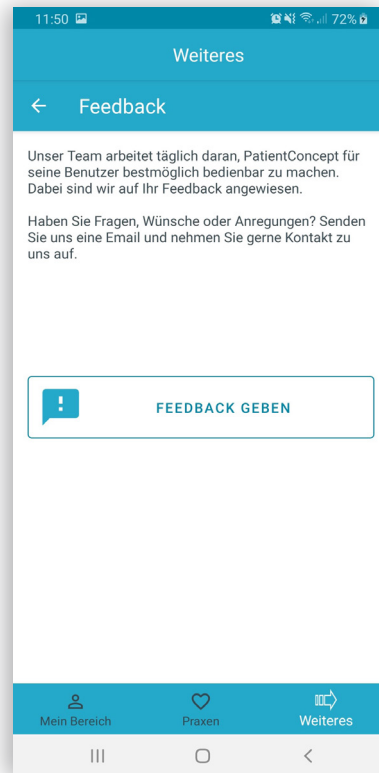 11:50 72%
Weiteres
Feedback
Unser Team arbeitet täglich daran, PatientConcept für
seine Benutzer bestmöglich bedienbar zu machen.
Dabei sind wir auf Ihr Feedback angewiesen.
Haben Sie Fragen, Wünsche oder Anregungen? Senden
Sie uns eine Email und nehmen Sie gerne Kontakt zu
uns auf.
FEEDBACK GEBEN
Mein Bereich Praxen Weiteres